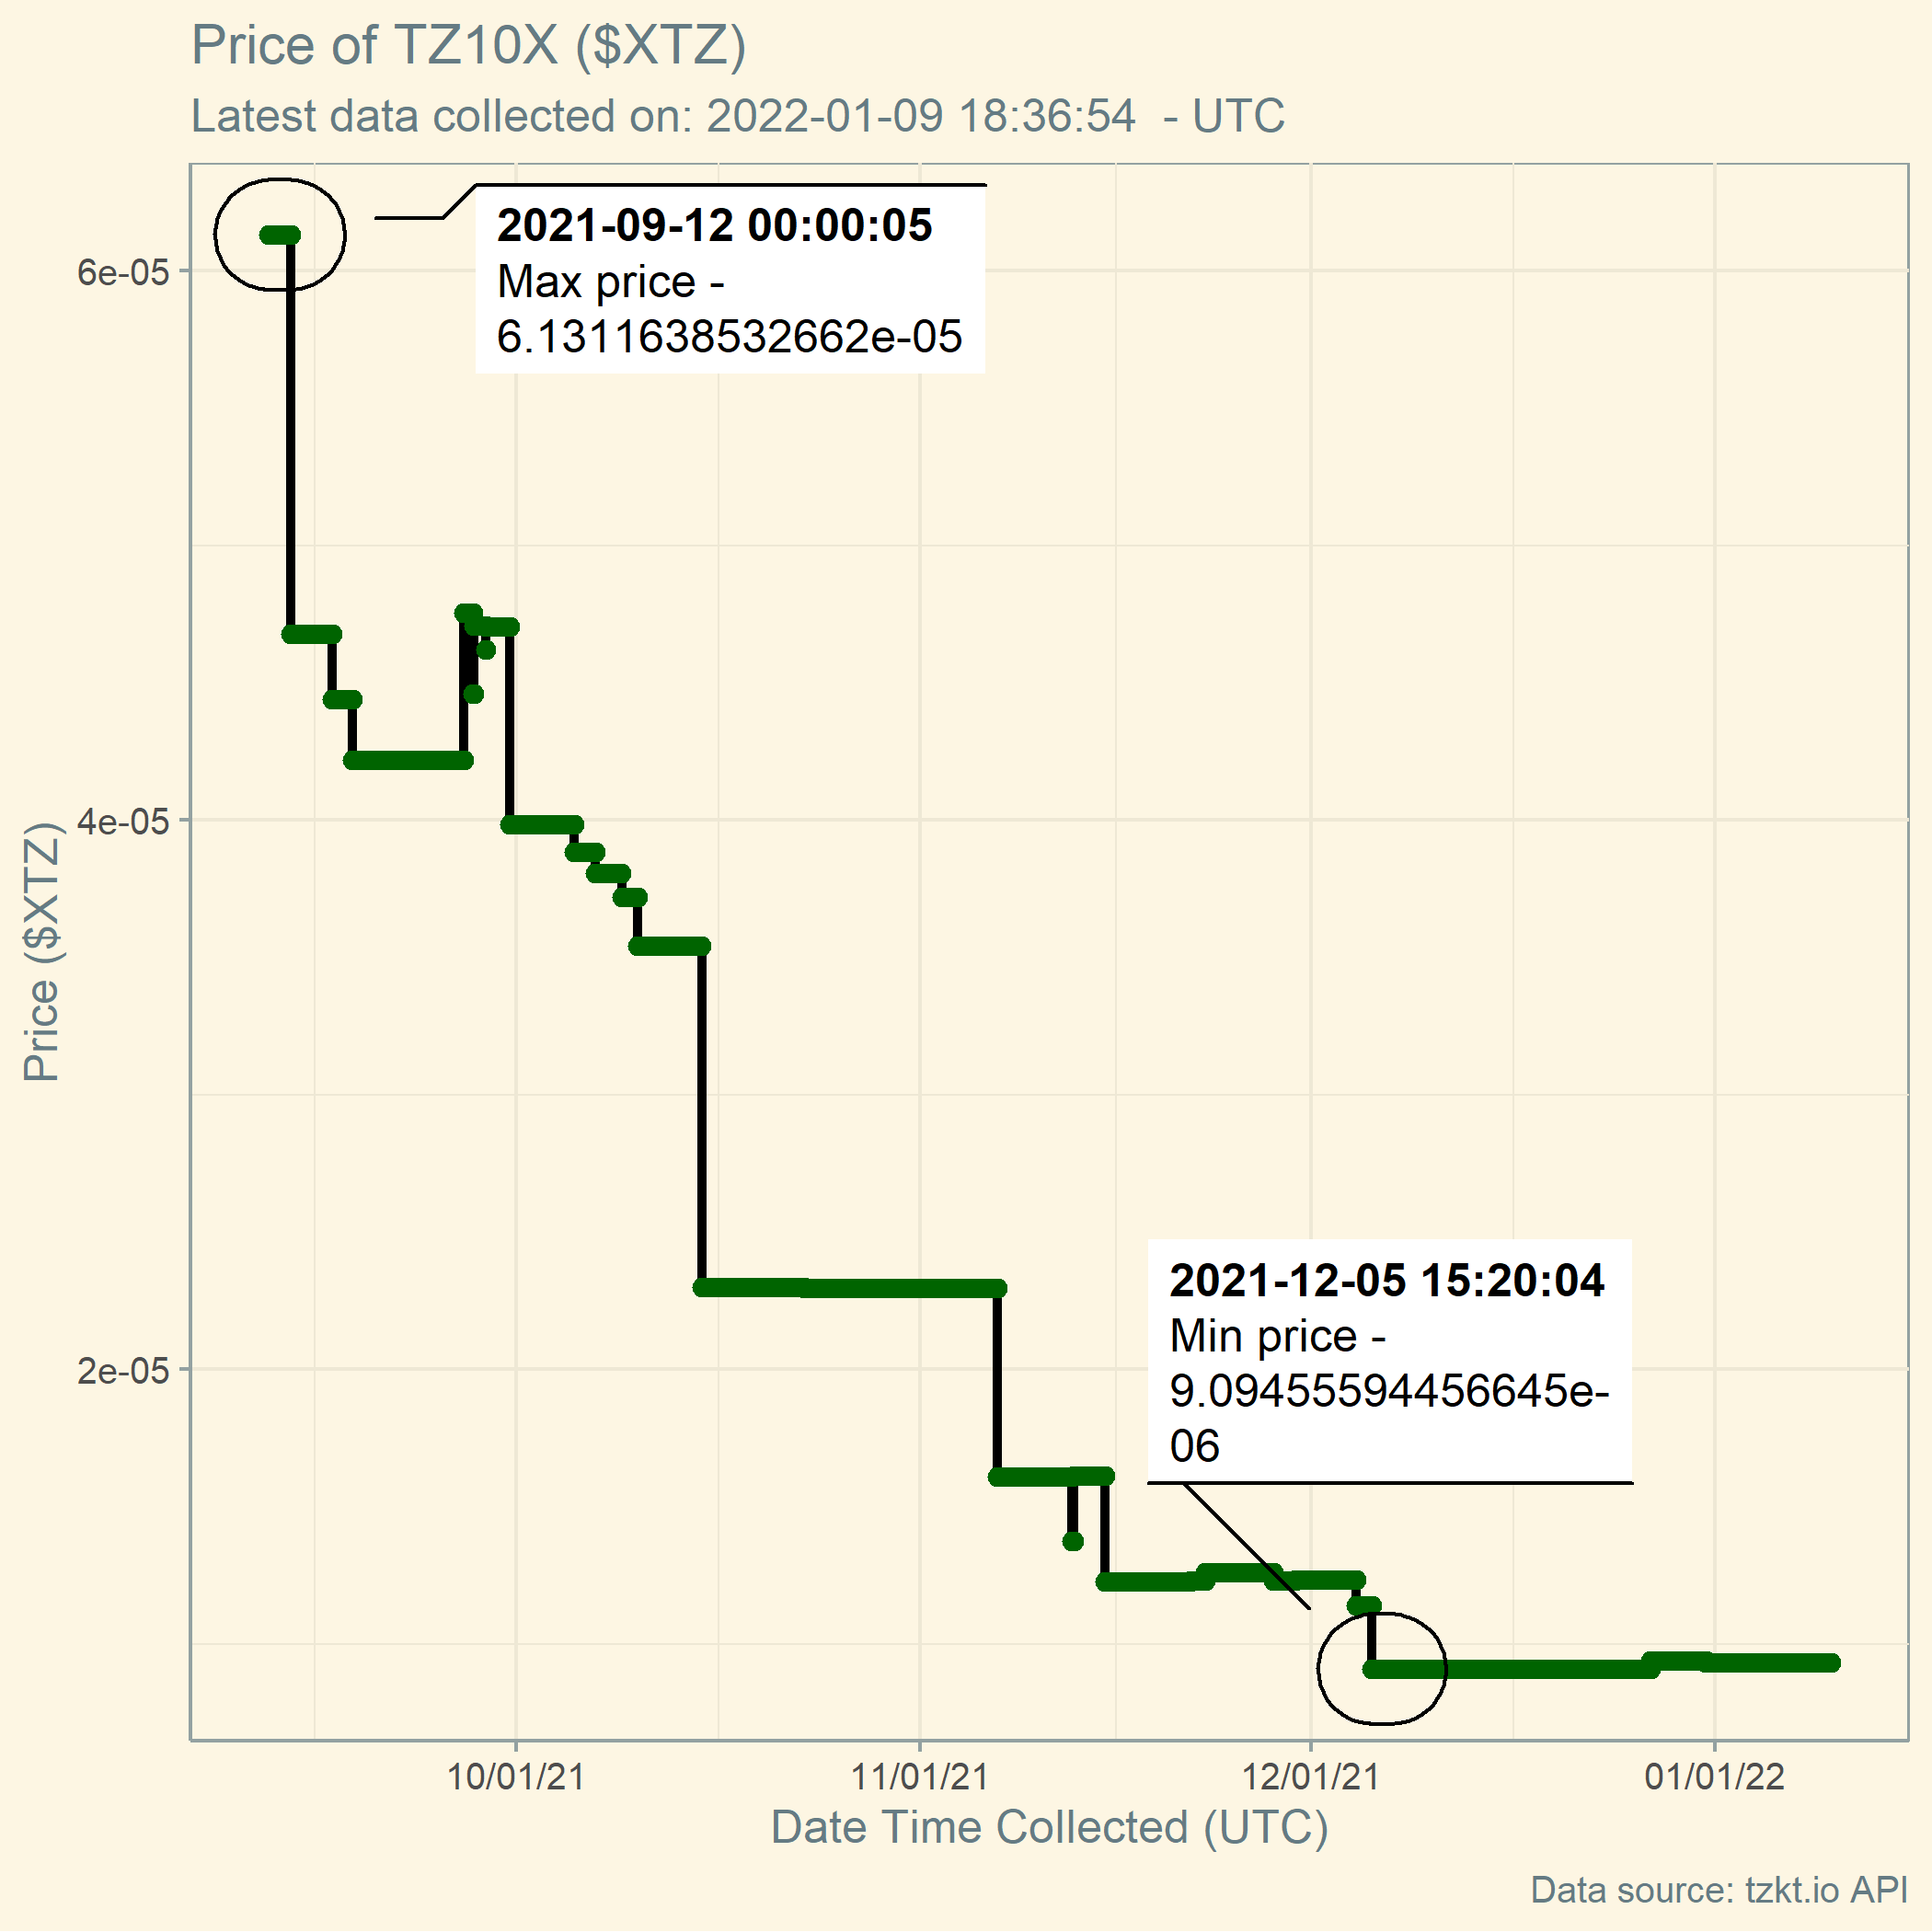 Price of TZ10X ($XTZ)
Latest data collected on: 2022-01-09 18:36:54  - UTC
2021-09-12 00:00:05
Max price -
6.1311638532662e-05
6e-05
4e-05
2e-05
Price ($XTZ)
2021-12-05 15:20:04
Min price -
9.09455594456645e-
06
10/01/21
11/01/21
12/01/21
01/01/22
Date Time Collected (UTC)
Data source: tzkt.io API